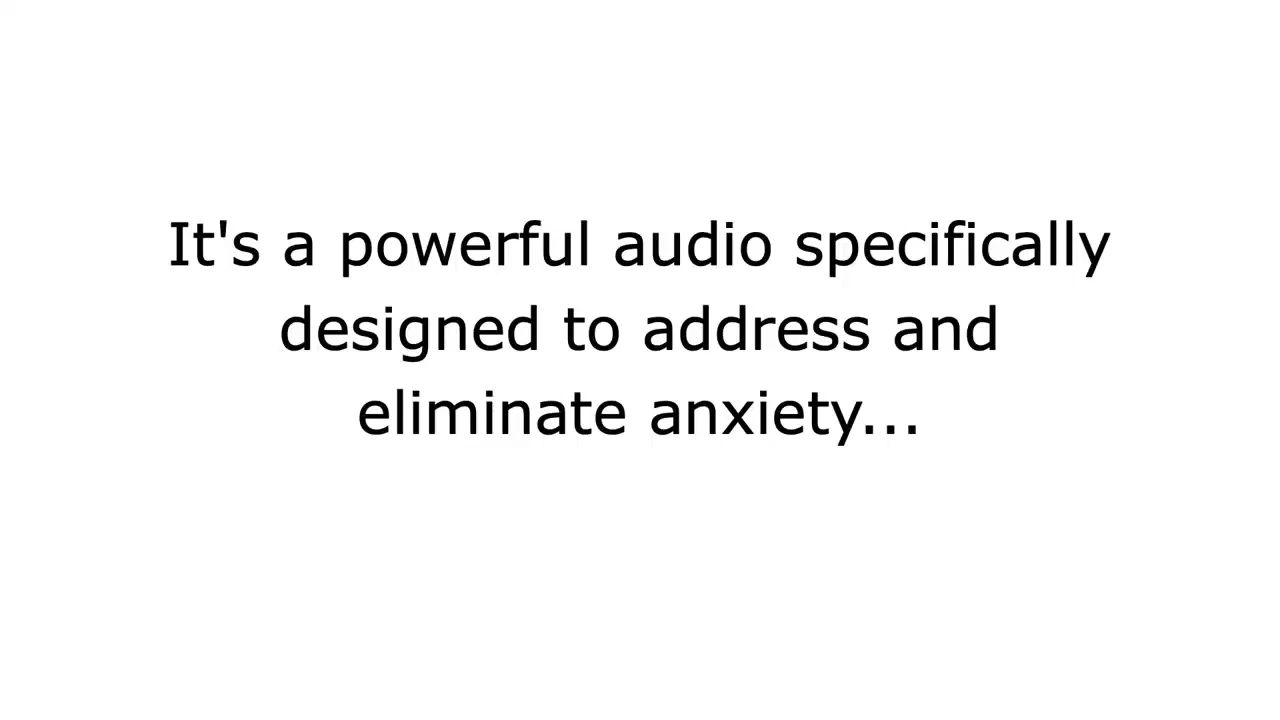 It's a powerful audio specifically
designed to address and
eliminate anxiety...